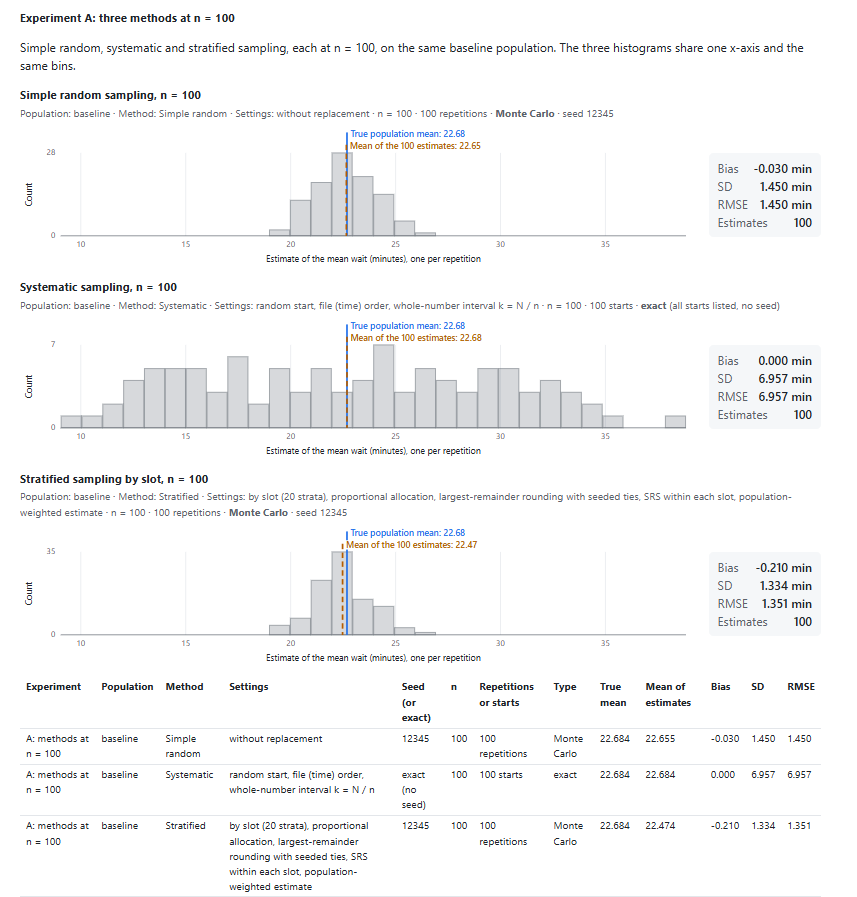 Experiment A: three methods at n = 100
Simple random, systematic and stratified sampling, each at n = 100, on the same baseline population. The three histograms share one x-axis and the
same bins.
Simple random sampling, n = 100
Population: baseline · Method: Simple random · Settings: without replacement · n = 100 · 100 repetitions · Monte Carlo · seed 12345
True population mean: 22.68
Mean of the 100 estimates: 22.65
28
Count
0
10 15 20 25 30 35
Estimate of the mean wait (minutes), one per repetition
Bias -0.030 min
SD 1.450 min
RMSE 1.450 min
Estimates 100
Systematic sampling, n = 100
Population: baseline · Method: Systematic · Settings: random start, file (time) order, whole-number interval k = N / n · n = 100 · 100 starts · exact (all starts listed, no seed)
True population mean: 22.68
Mean of the 100 estimates: 22.68
7
Count
0
10 15 20 25 30 35
Estimate of the mean wait (minutes), one per repetition
Bias 0.000 min
SD 6.957 min
RMSE 6.957 min
Estimates 100
Stratified sampling by slot, n = 100
Population: baseline · Method: Stratified · Settings: by slot (20 strata), proportional allocation, largest-remainder rounding with seeded ties, SRS within each slot, population-
weighted estimate · n = 100 · 100 repetitions · Monte Carlo · seed 12345
True population mean: 22.68
Mean of the 100 estimates: 22.47
35
Count
0
10 15 20 25 30 35
Estimate of the mean wait (minutes), one per repetition
Bias -0.210 min
SD 1.334 min
RMSE 1.351 min
Estimates 100
Experiment Population Method Settings Seed n Repetitions Type True Mean of Bias SD RMSE
(or or starts mean estimates
exact)
A: methods at baseline Simple without replacement 12345 100 100 Monte 22.684 22.655 -0.030 1.450 1.450
n = 100 random repetitions Carlo
A: methods at baseline Systematic random start, file (time) order, exact 100 100 starts exact 22.684 22.684 0.000 6.957 6.957
n = 100 whole-number interval k = N / n (no
seed)
A: methods at baseline Stratified by slot (20 strata), proportional 12345 100 100 Monte 22.684 22.474 -0.210 1.334 1.351
n = 100 allocation, largest-remainder repetitions Carlo
rounding with seeded ties, SRS
within each slot, population-
weighted estimate